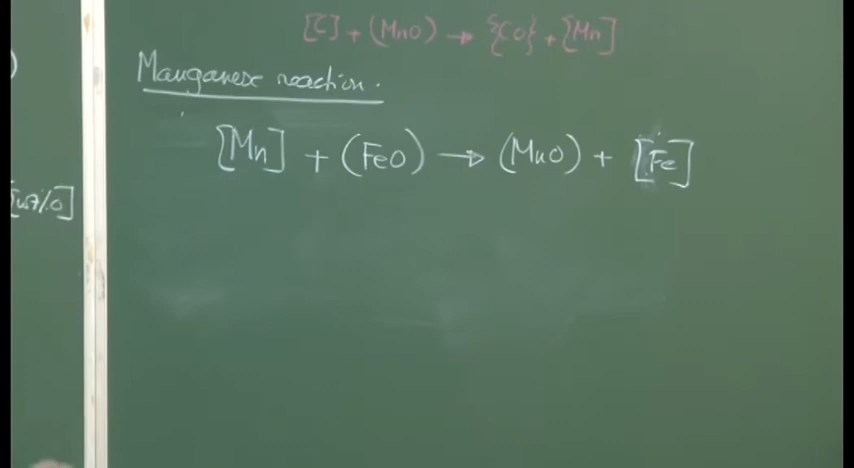 [C] + (MnO) → {CO} + [Mn]
Manganese reaction.
[Mn] + (FeO) → (MnO) + [Fe]
[wt%O]